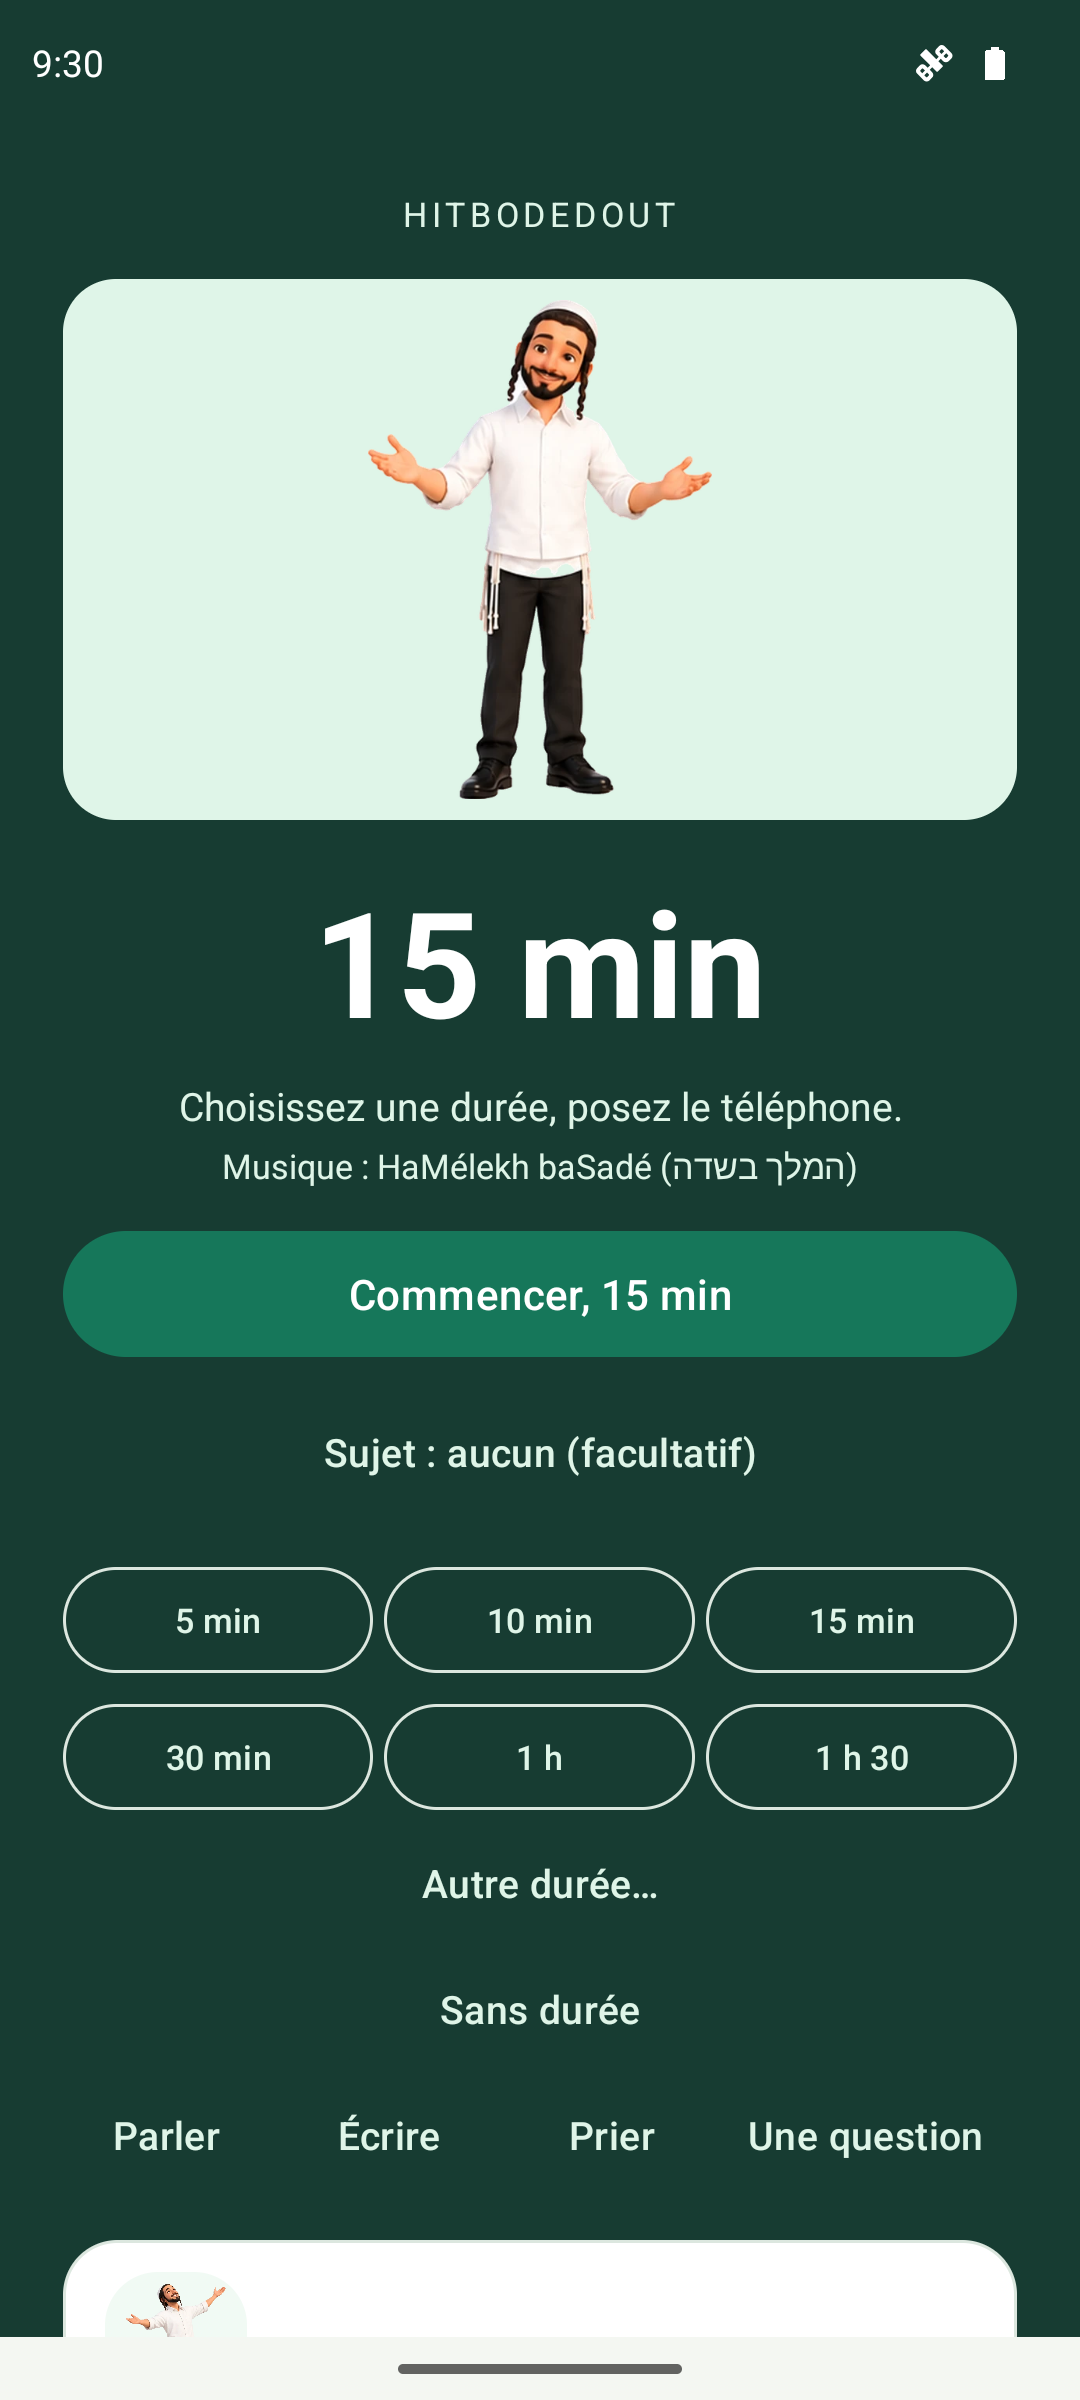 9:30
HITBODEDOUT
15 min
Choisissez une durée, posez le téléphone.
Musique : HaMélekh baSadé (המלך בשדה)
Commencer, 15 min
Sujet : aucun (facultatif)
5 min 10 min 15 min
30 min 1 h 1 h 30
Autre durée…
Sans durée
Parler Écrire Prier Une question